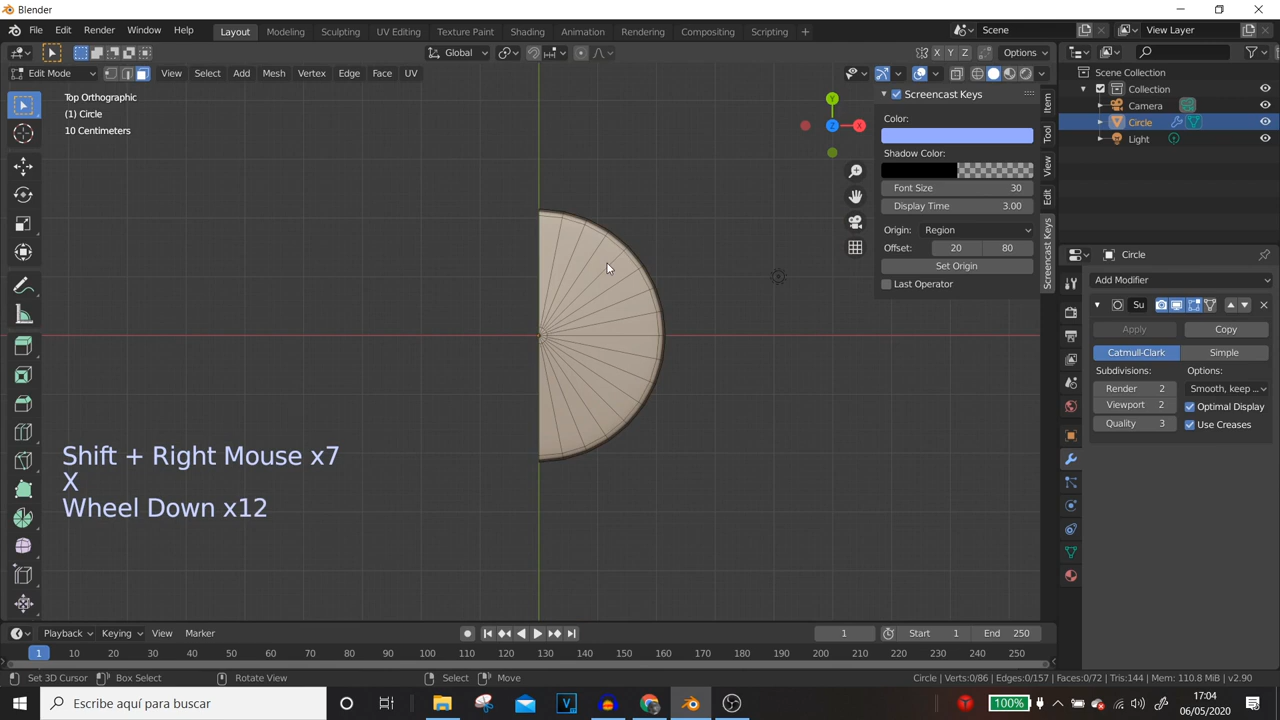 Blender
File Edit Render Window Help Layout Modeling Sculpting UV Editing Texture Paint Shading Animation Rendering Compositing Scripting + Scene View Layer
Global X Y Z Options
Edit Mode View Select Add Mesh Vertex Edge Face UV
Top Orthographic
(1) Circle
10 Centimeters
Y
Z
X
Screencast Keys
Color:
Shadow Color:
Font Size 30
Display Time 3.00
Origin: Region
Offset: 20 80
Set Origin
Last Operator
Item
Tool
View
Edit
Screencast Keys
Scene Collection
Collection
Camera
Circle
Light
Circle
Add Modifier
Su
Apply Copy
Catmull-Clark Simple
Subdivisions: Options:
Render 2 Smooth, keep ...
Viewport 2 Optimal Display
Quality 3 Use Creases
Shift + Right Mouse x7
X
Wheel Down x12
Playback Keying View Marker 1 Start 1 End 250
1 10 20 30 40 50 60 70 80 90 100 110 120 130 140 150 160 170 180 190 200 210 220 230 240 250
Set 3D Cursor Box Select Rotate View Select Move Circle | Verts:0/86 | Edges:0/157 | Faces:0/72 | Tris:144 | Mem: 110.8 MiB | v2.90
Escribe aquí para buscar 100% 17:04
06/05/2020